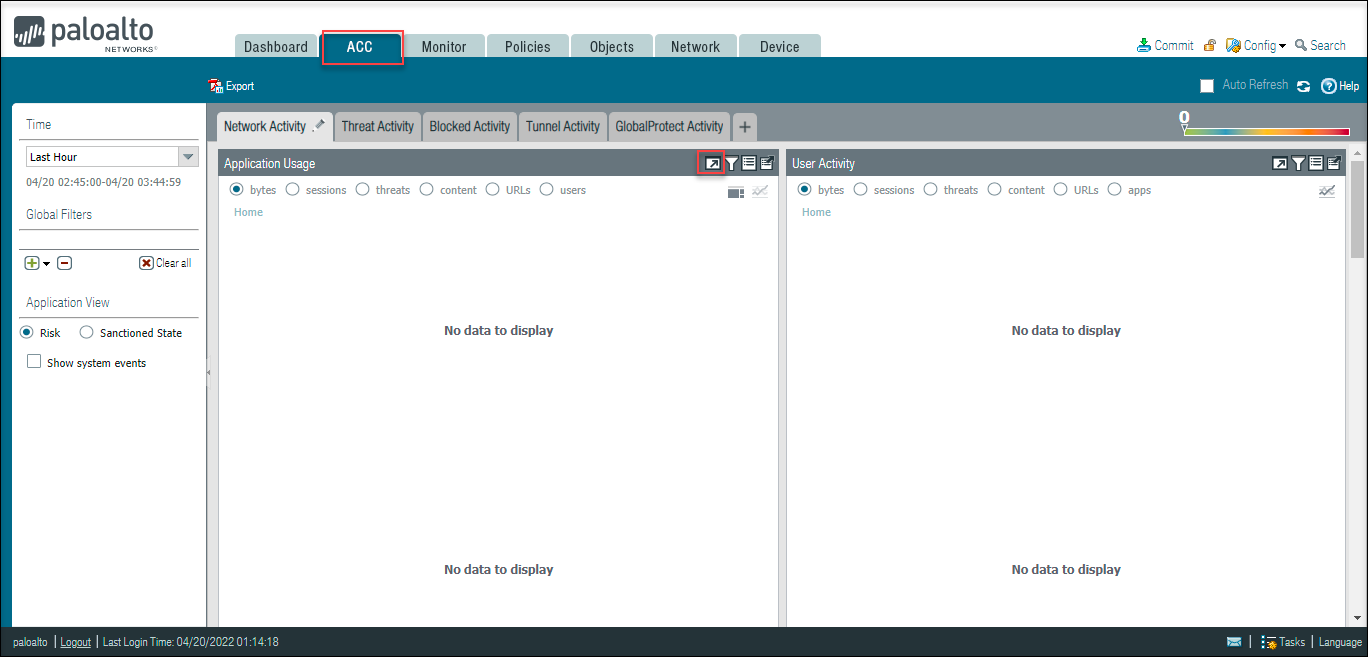 paloalto
NETWORKS®
Dashboard ACC Monitor Policies Objects Network Device
Commit Config Search
Export
Auto Refresh Help
Time
Last Hour
04/20 02:45:00-04/20 03:44:59
Global Filters
Clear all
Application View
Risk Sanctioned State
Show system events
Network Activity Threat Activity Blocked Activity Tunnel Activity GlobalProtect Activity +
0
Application Usage
bytes sessions threats content URLs users
Home
No data to display
No data to display
User Activity
bytes sessions threats content URLs apps
Home
No data to display
No data to display
paloalto | Logout | Last Login Time: 04/20/2022 01:14:18
| Tasks | Language